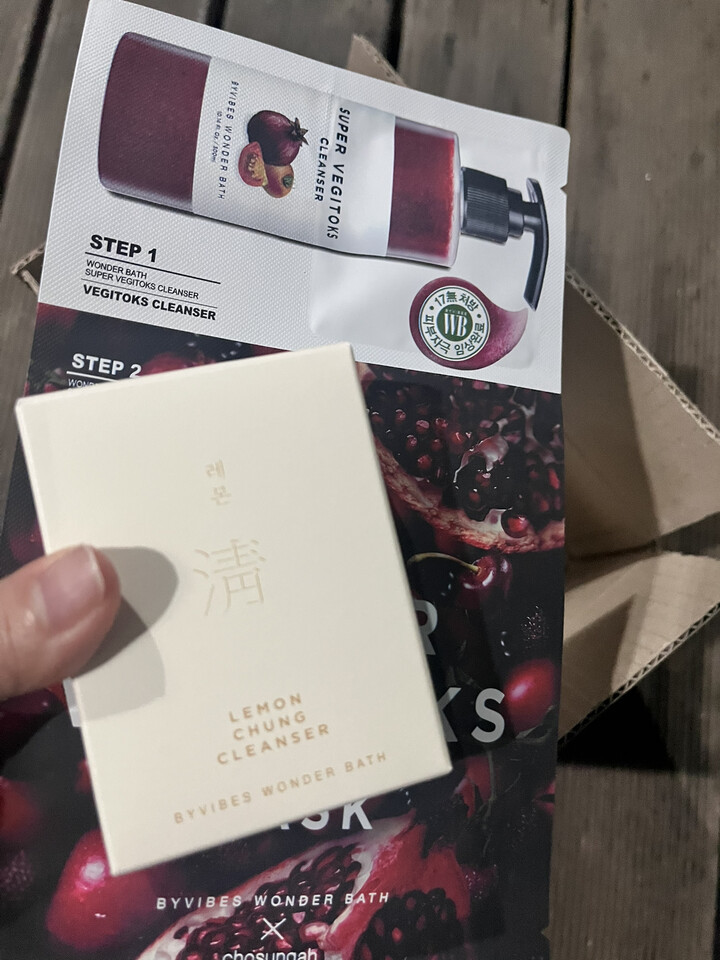 SUPER VEGITOKS
CLEANSER
BYVIBES WONDER BATH
STEP 1
WONDER BATH
SUPER VEGITOKS CLEANSER
VEGITOKS CLEANSER
17無 처방
BYVIBES
WB
피부자극 임상완료
STEP 2
레몬
淸
LEMON
CHUNG
CLEANSER
BYVIBES WONDER BATH
BYVIBES WONDER BATH
X
chosungah